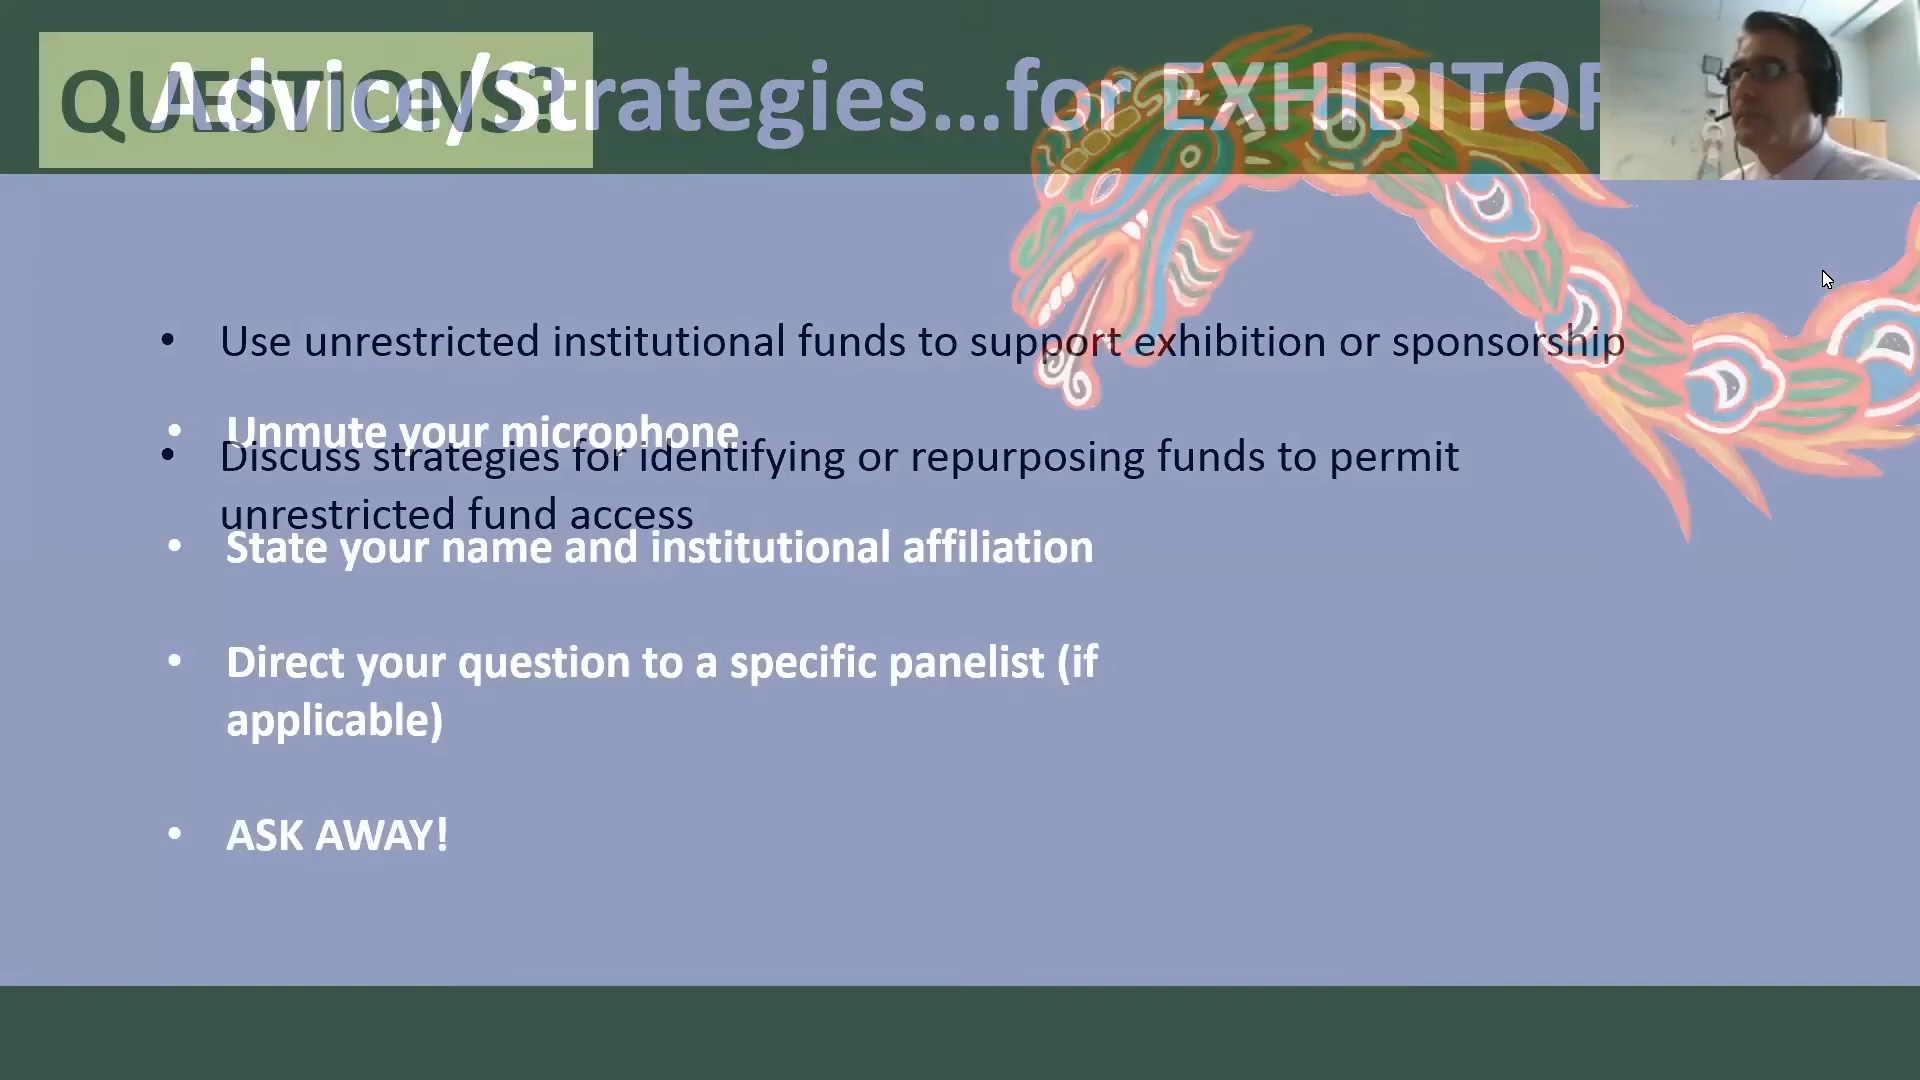 QUESTIONS?
Advice/Strategies...for EXHIBITOR
• Use unrestricted institutional funds to support exhibition or sponsorship
• Unmute your microphone
• Discuss strategies for identifying or repurposing funds to permit
unrestricted fund access
• State your name and institutional affiliation
• Direct your question to a specific panelist (if
applicable)
• ASK AWAY!